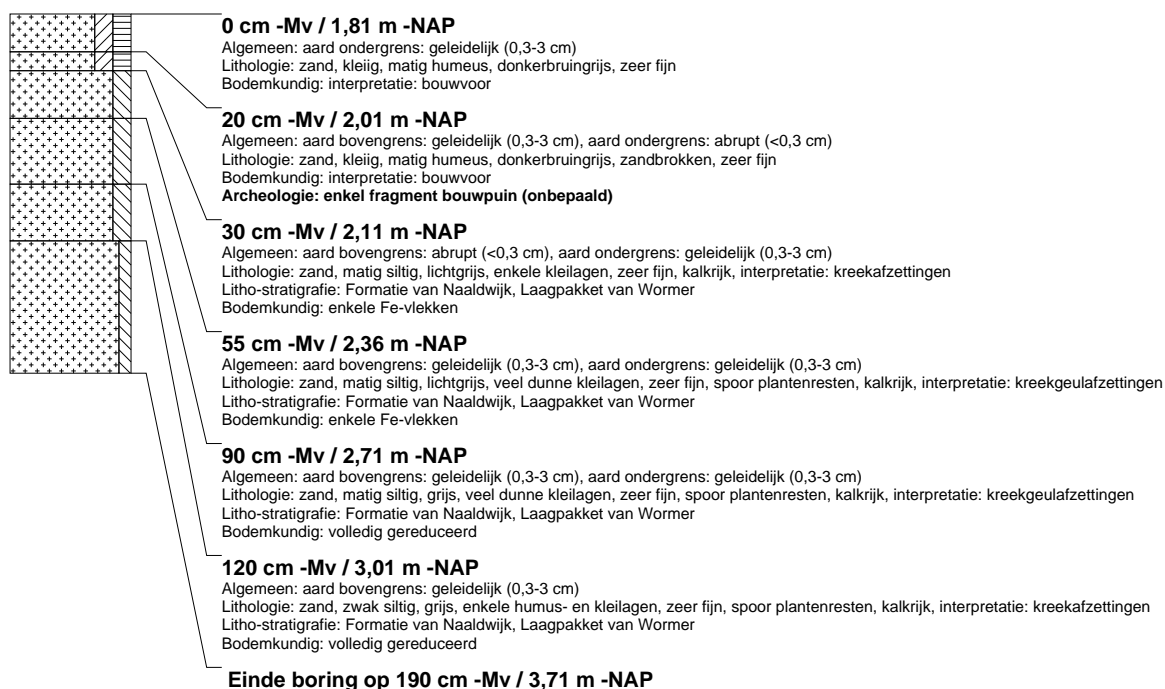 0 cm -Mv / 1,81 m -NAP
Algemeen: aard ondergrens: geleidelijk (0,3-3 cm)
Lithologie: zand, kleiig, matig humeus, donkerbruingrijs, zeer fijn
Bodemkundig: interpretatie: bouwvoor
20 cm -Mv / 2,01 m -NAP
Algemeen: aard bovengrens: geleidelijk (0,3-3 cm), aard ondergrens: abrupt (<0,3 cm)
Lithologie: zand, kleiig, matig humeus, donkerbruingrijs, zandbrokken, zeer fijn
Bodemkundig: interpretatie: bouwvoor
Archeologie: enkel fragment bouwpuin (onbepaald)
30 cm -Mv / 2,11 m -NAP
Algemeen: aard bovengrens: abrupt (<0,3 cm), aard ondergrens: geleidelijk (0,3-3 cm)
Lithologie: zand, matig siltig, lichtgrijs, enkele kleilagen, zeer fijn, kalkrijk, interpretatie: kreekafzettingen
Litho-stratigrafie: Formatie van Naaldwijk, Laagpakket van Wormer
Bodemkundig: enkele Fe-vlekken
55 cm -Mv / 2,36 m -NAP
Algemeen: aard bovengrens: geleidelijk (0,3-3 cm), aard ondergrens: geleidelijk (0,3-3 cm)
Lithologie: zand, matig siltig, lichtgrijs, veel dunne kleilagen, zeer fijn, spoor plantenresten, kalkrijk, interpretatie: kreekgeulafzettingen
Litho-stratigrafie: Formatie van Naaldwijk, Laagpakket van Wormer
Bodemkundig: enkele Fe-vlekken
90 cm -Mv / 2,71 m -NAP
Algemeen: aard bovengrens: geleidelijk (0,3-3 cm), aard ondergrens: geleidelijk (0,3-3 cm)
Lithologie: zand, matig siltig, grijs, veel dunne kleilagen, zeer fijn, spoor plantenresten, kalkrijk, interpretatie: kreekgeulafzettingen
Litho-stratigrafie: Formatie van Naaldwijk, Laagpakket van Wormer
Bodemkundig: volledig gereduceerd
120 cm -Mv / 3,01 m -NAP
Algemeen: aard bovengrens: geleidelijk (0,3-3 cm)
Lithologie: zand, zwak siltig, grijs, enkele humus- en kleilagen, zeer fijn, spoor plantenresten, kalkrijk, interpretatie: kreekafzettingen
Litho-stratigrafie: Formatie van Naaldwijk, Laagpakket van Wormer
Bodemkundig: volledig gereduceerd
Einde boring op 190 cm -Mv / 3,71 m -NAP